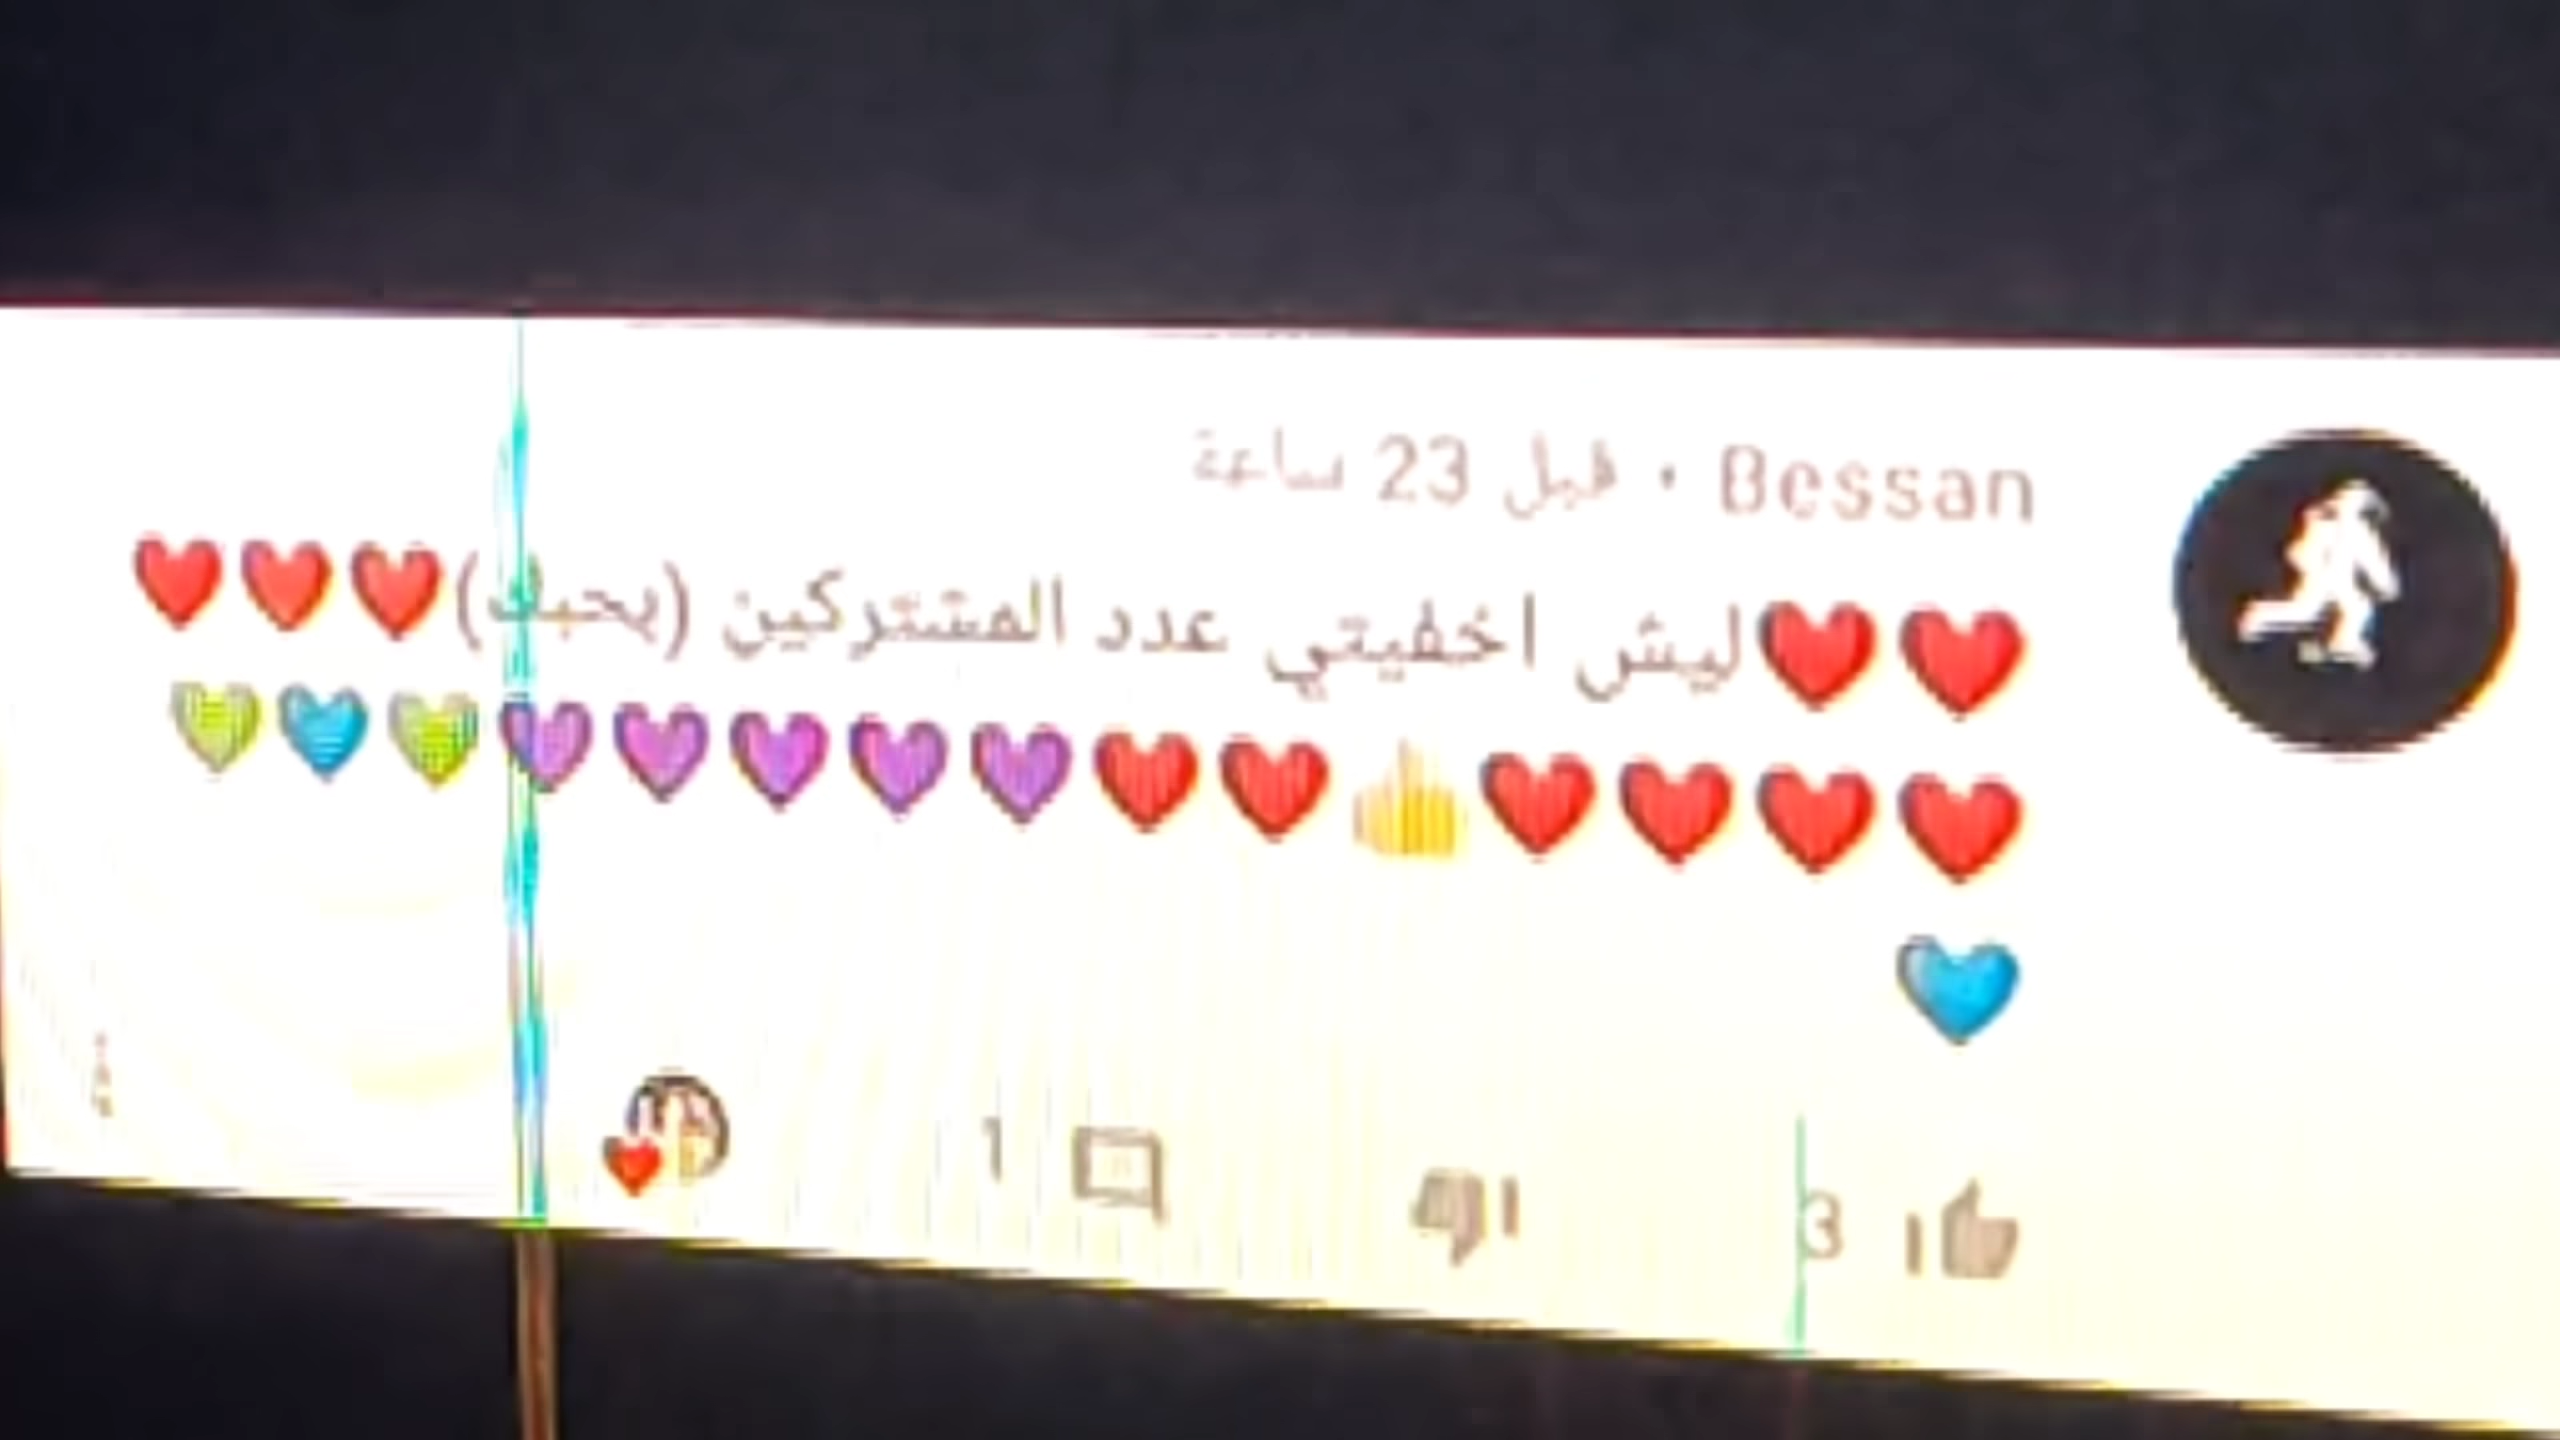 Bessan • قبل 23 ساعة
❤️❤️ليش اخفيتي عدد المشتركين (بحبك)❤️❤️❤️
❤️❤️❤️❤️👍❤️❤️💜💜💜💜💜💚💙💚
💙
3 1